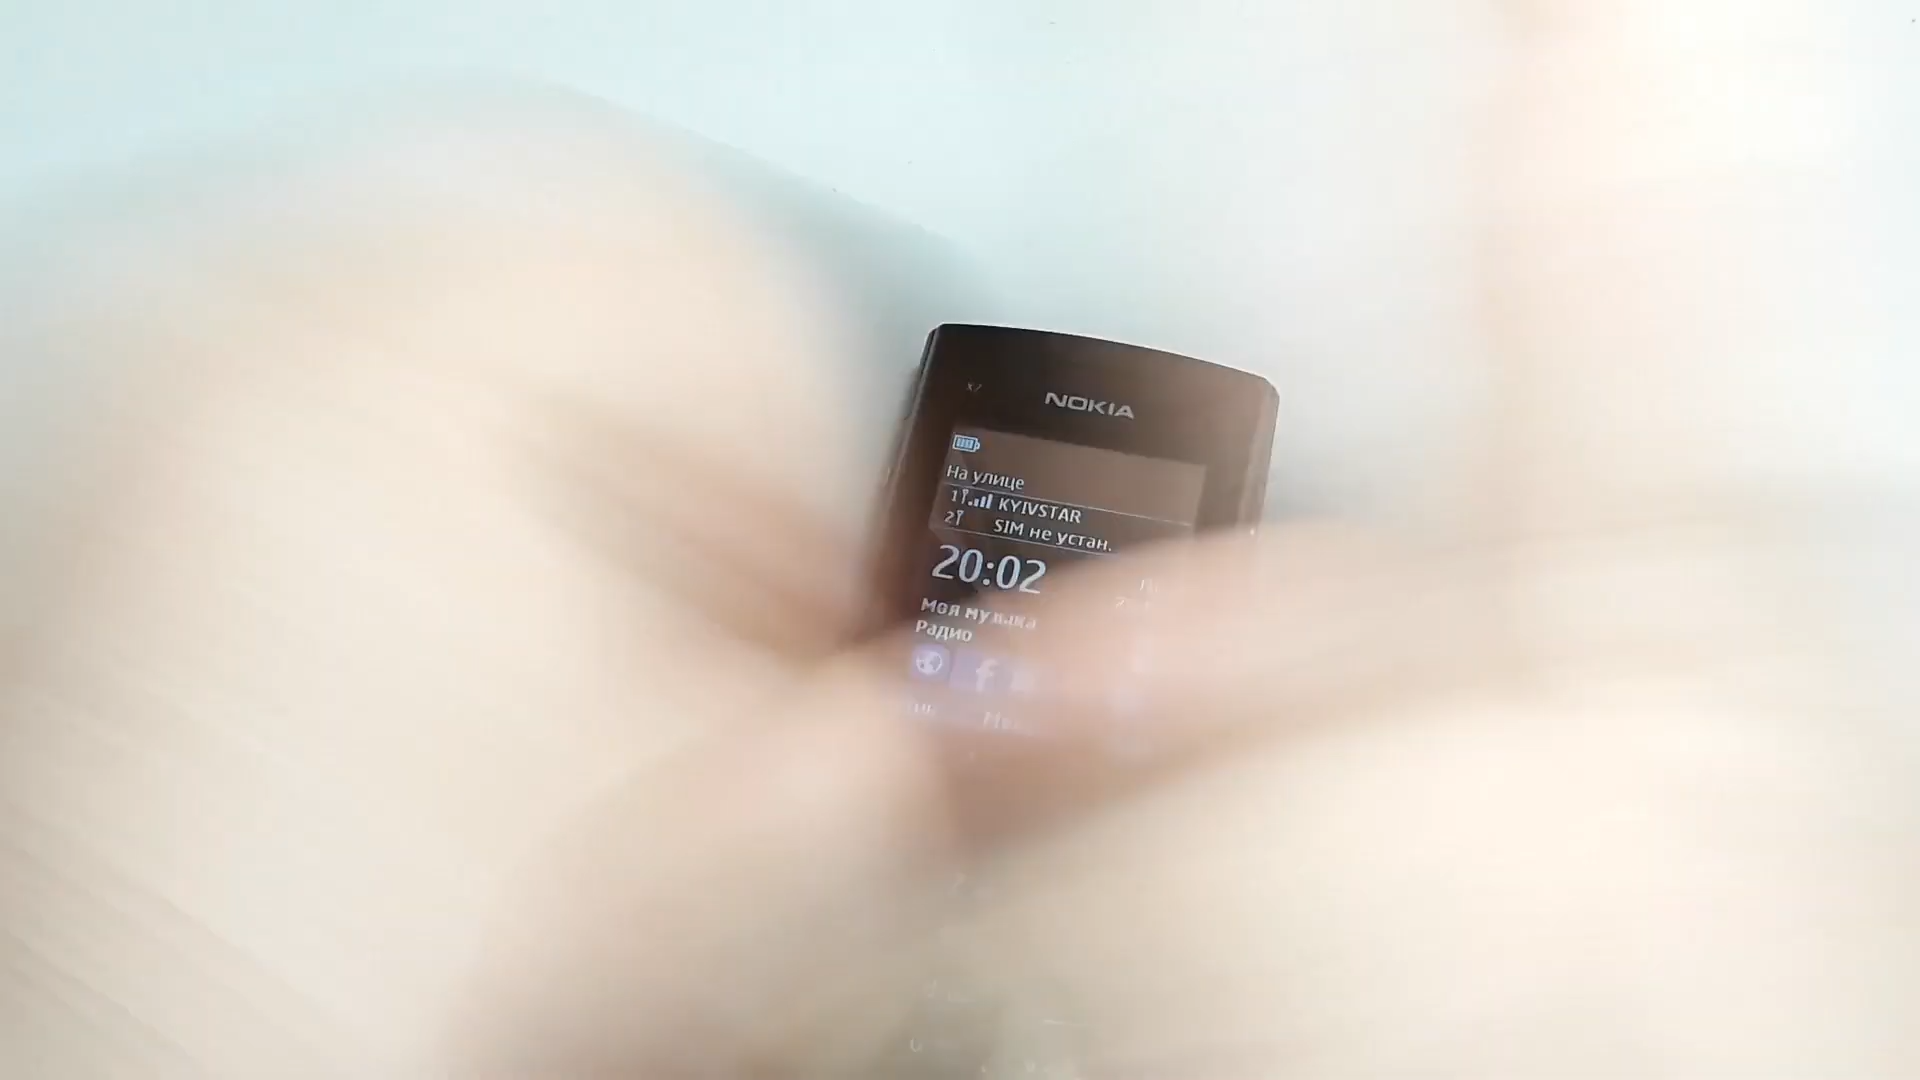 NOKIA
На улице
1 KYIVSTAR
2 SIM не устан.
20:02
Моя музыка
Радио
f